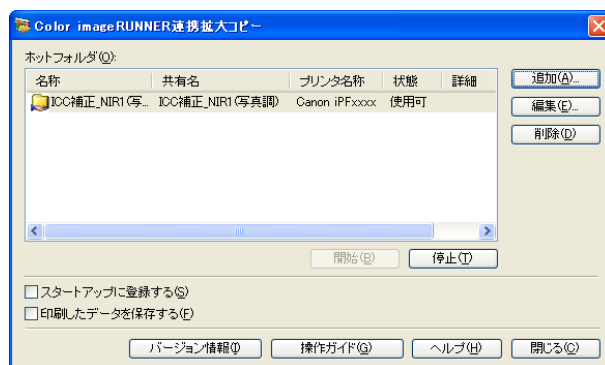 Color imageRUNNER連携拡大コピー
ホットフォルダ(O):
名称 共有名 プリンタ名称 状態 詳細
ICC補正_NIR1(写... ICC補正_NIR1(写真調) Canon iPFxxxx 使用可
追加(A)...
編集(E)...
削除(D)
開始(B) 停止(T)
スタートアップに登録する(S)
印刷したデータを保存する(F)
バージョン情報(I) 操作ガイド(G) ヘルプ(H) 閉じる(C)